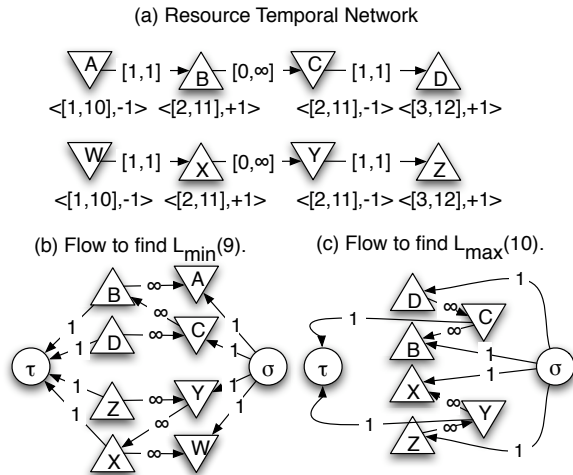 (a) Resource Temporal Network
A [1,1] B [0,∞] C [1,1] D
<[1,10],-1> <[2,11],+1> <[2,11],-1> <[3,12],+1>
W [1,1] X [0,∞] Y [1,1] Z
<[1,10],-1> <[2,11],+1> <[2,11],-1> <[3,12],+1>
(b) Flow to find Lmin(9).
B ∞ A
1 ∞ 1
D ∞ C
1 1
τ σ
1 1
Z ∞ Y
1 ∞ 1
X ∞ W
(c) Flow to find Lmax(10).
D 1
∞ C
1 ∞
B 1
τ σ
X 1
∞ Y
1 ∞
Z 1